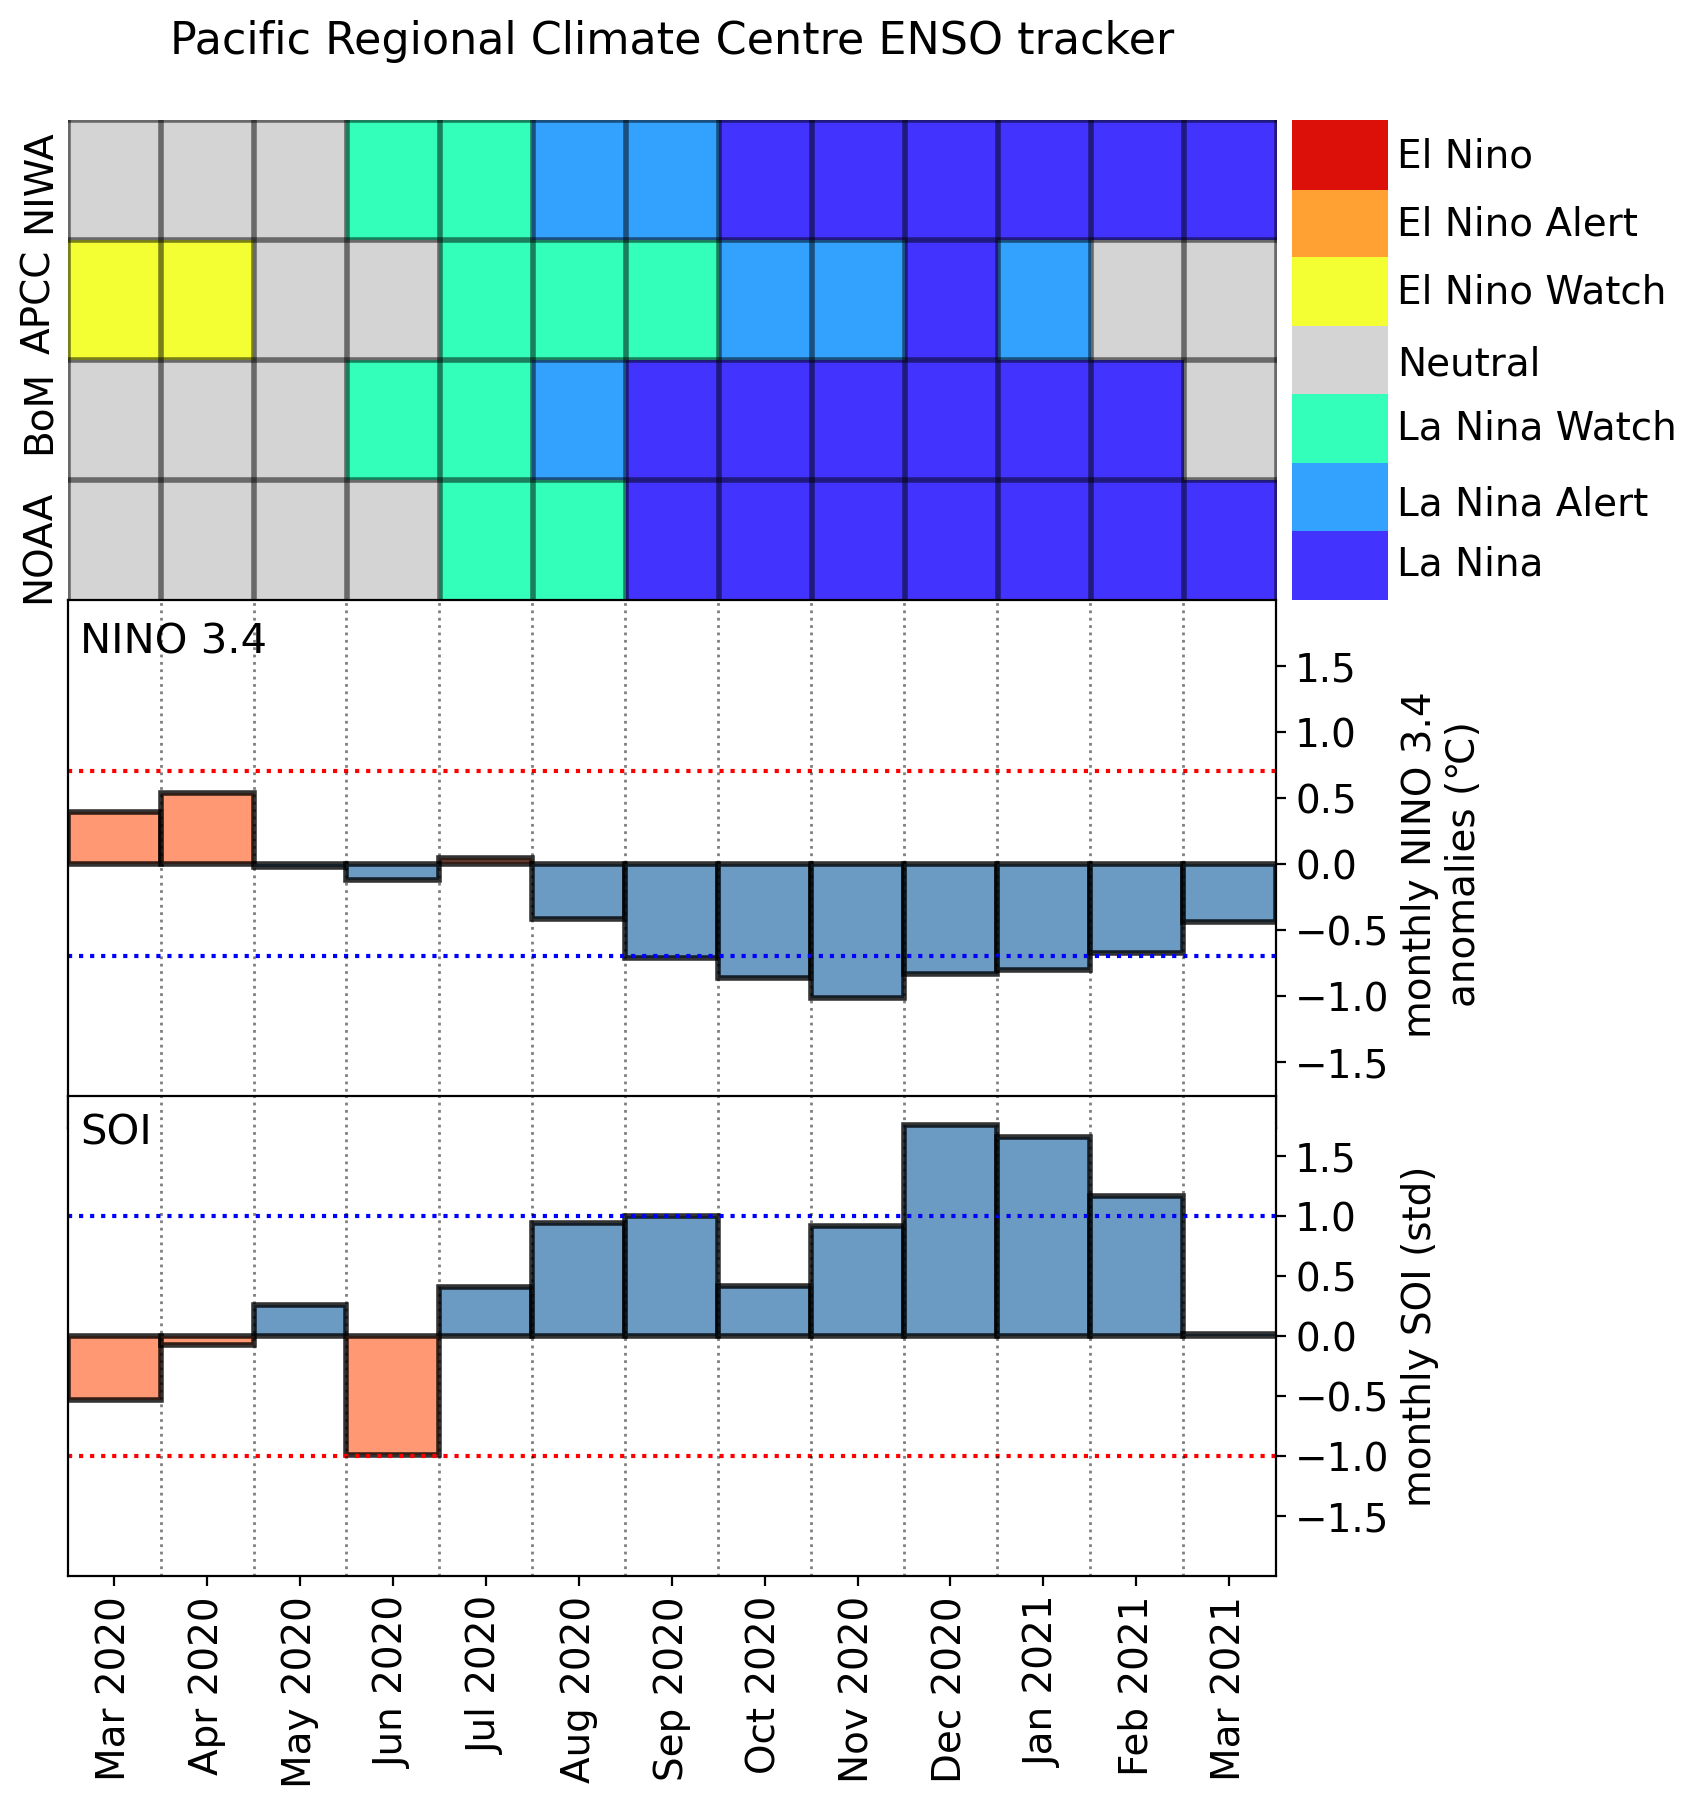 Pacific Regional Climate Centre ENSO tracker
NIWA
APCC
BoM
NOAA
El Nino
El Nino Alert
El Nino Watch
Neutral
La Nina Watch
La Nina Alert
La Nina
NINO 3.4
1.5
1.0
0.5
0.0
−0.5
−1.0
−1.5
monthly NINO 3.4
anomalies (°C)
SOI
1.5
1.0
0.5
0.0
−0.5
−1.0
−1.5
monthly SOI (std)
Mar 2020
Apr 2020
May 2020
Jun 2020
Jul 2020
Aug 2020
Sep 2020
Oct 2020
Nov 2020
Dec 2020
Jan 2021
Feb 2021
Mar 2021